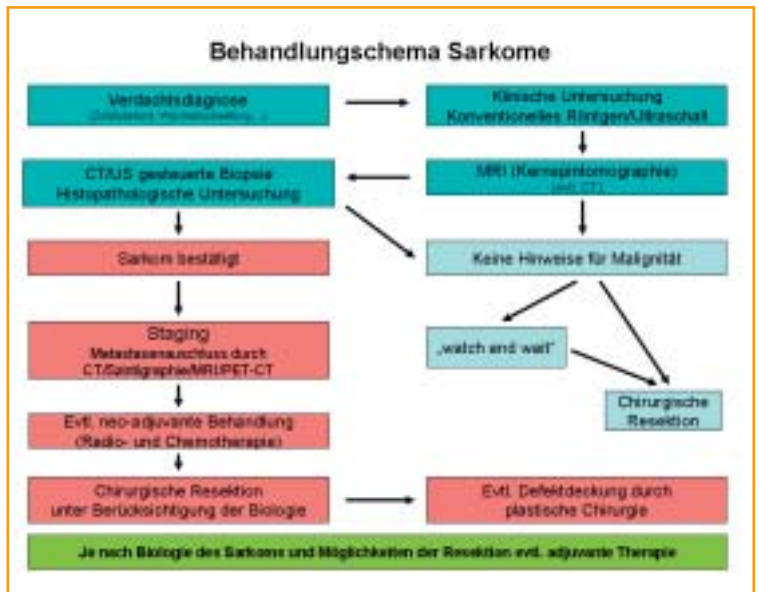 Behandlungschema Sarkome
Verdachtsdiagnose
Klinische Untersuchung
Konventionelles Röntgen/Ultraschall
CT/US gesteuerte Biopsie
Histopathologische Untersuchung
MRI (Kernspintomographie)
(evtl. CT)
Sarkom bestätigt
Keine Hinweise für Malignität
Staging
Metastasenauschluss durch
CT/Szintigraphie/MRI/PET-CT
„watch and wait“
Chirurgische
Resektion
Evtl. neo-adjuvante Behandlung
(Radio- und Chemotherapie)
Chirurgische Resektion
unter Berücksichtigung der Biologie
Evtl. Defektdeckung durch
plastische Chirurgie
Je nach Biologie des Sarkoms und Möglichkeiten der Resektion evtl. adjuvante Therapie